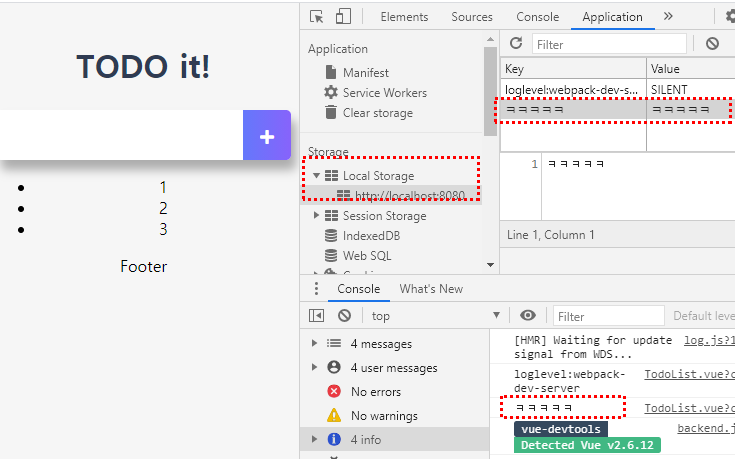 TODO it!
+
1
2
3
Footer
Elements
Sources
Console
Application
»
Application
Manifest
Service Workers
Clear storage
Storage
Local Storage
http://localhost:8080
Session Storage
IndexedDB
Web SQL
Filter
Key Value
loglevel:webpack-dev-s... SILENT
ㅋㅋㅋㅋㅋ ㅋㅋㅋㅋㅋ
1 ㅋㅋㅋㅋㅋ
Line 1, Column 1
Console
What's New
top
Filter
Default leve
4 messages
4 user messages
No errors
No warnings
4 info
[HMR] Waiting for update log.js?1
signal from WDS...
loglevel:webpack- TodoList.vue?c
dev-server
ㅋㅋㅋㅋㅋ TodoList.vue?c
vue-devtools backend.j
Detected Vue v2.6.12